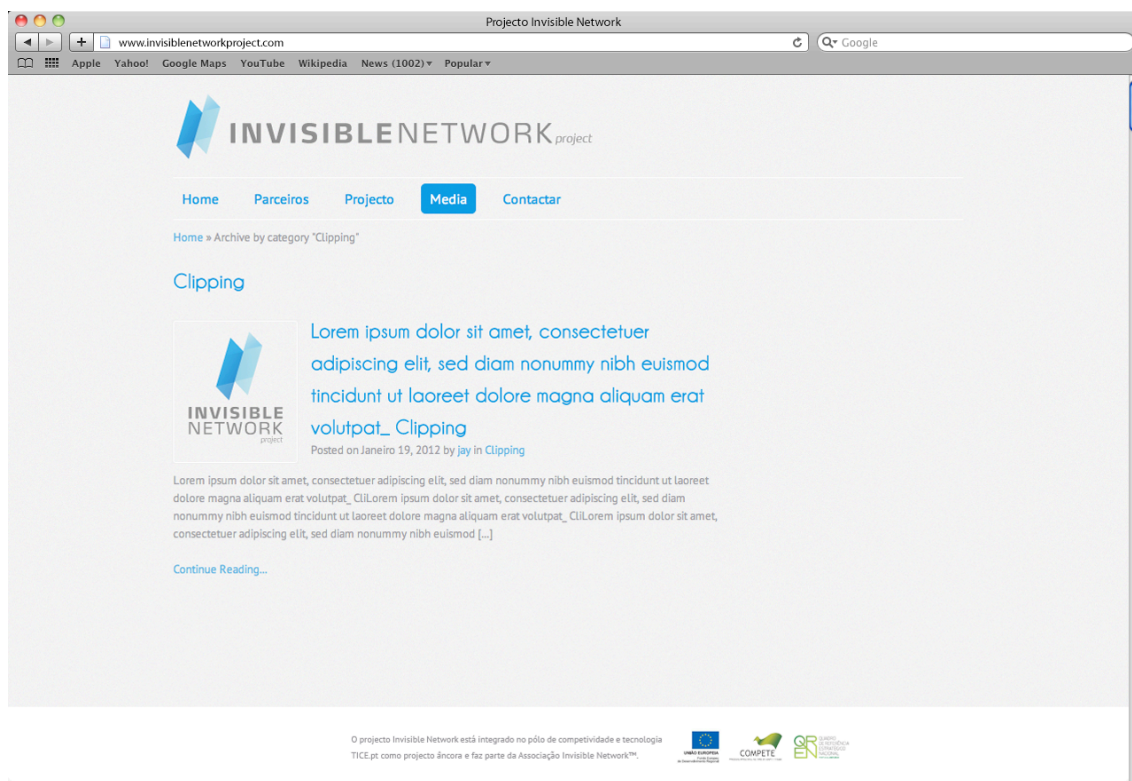 Projecto Invisible Network
www.invisiblenetworkproject.com
Google
Apple Yahoo! Google Maps YouTube Wikipedia News (1002) Popular
INVISIBLENETWORK project
Home Parceiros Projecto Media Contactar
Home » Archive by category "Clipping"
Clipping
INVISIBLE
NETWORK
project
Lorem ipsum dolor sit amet, consectetuer
adipiscing elit, sed diam nonummy nibh euismod
tincidunt ut laoreet dolore magna aliquam erat
volutpat_ Clipping
Posted on Janeiro 19, 2012 by jay in Clipping
Lorem ipsum dolor sit amet, consectetuer adipiscing elit, sed diam nonummy nibh euismod tincidunt ut laoreet
dolore magna aliquam erat volutpat_ CliLorem ipsum dolor sit amet, consectetuer adipiscing elit, sed diam
nonummy nibh euismod tincidunt ut laoreet dolore magna aliquam erat volutpat_ CliLorem ipsum dolor sit amet,
consectetuer adipiscing elit, sed diam nonummy nibh euismod [...]
Continue Reading...
O projecto Invisible Network está integrado no pólo de competividade e tecnologia
TICE.pt como projecto âncora e faz parte da Associação Invisible Network™.
UNIÃO EUROPEIA
COMPETE
QREN
QUADRO
DE REFERÊNCIA
ESTRATÉGICO
NACIONAL